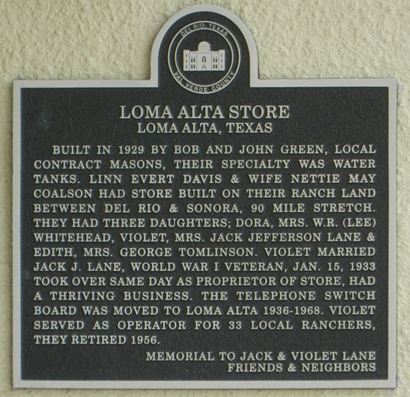 DEL RIO, TEXAS
VAL VERDE COUNTY
LOMA ALTA STORE
LOMA ALTA, TEXAS
BUILT IN 1929 BY BOB AND JOHN GREEN, LOCAL
CONTRACT MASONS, THEIR SPECIALTY WAS WATER
TANKS. LINN EVERT DAVIS & WIFE NETTIE MAY
COALSON HAD STORE BUILT ON THEIR RANCH LAND
BETWEEN DEL RIO & SONORA, 90 MILE STRETCH.
THEY HAD THREE DAUGHTERS; DORA, MRS. W.R. (LEE)
WHITEHEAD, VIOLET, MRS. JACK JEFFERSON LANE &
EDITH, MRS. GEORGE TOMLINSON. VIOLET MARRIED
JACK J. LANE, WORLD WAR I VETERAN, JAN. 15, 1933
TOOK OVER SAME DAY AS PROPRIETOR OF STORE, HAD
A THRIVING BUSINESS. THE TELEPHONE SWITCH
BOARD WAS MOVED TO LOMA ALTA 1936-1968. VIOLET
SERVED AS OPERATOR FOR 33 LOCAL RANCHERS,
THEY RETIRED 1956.
MEMORIAL TO JACK & VIOLET LANE
FRIENDS & NEIGHBORS